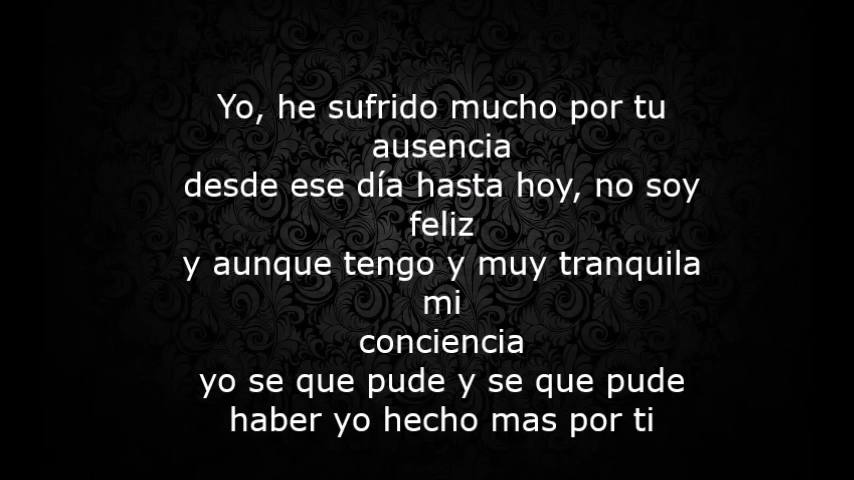 Yo, he sufrido mucho por tu
ausencia
desde ese día hasta hoy, no soy
feliz
y aunque tengo y muy tranquila
mi
conciencia
yo se que pude y se que pude
haber yo hecho mas por ti